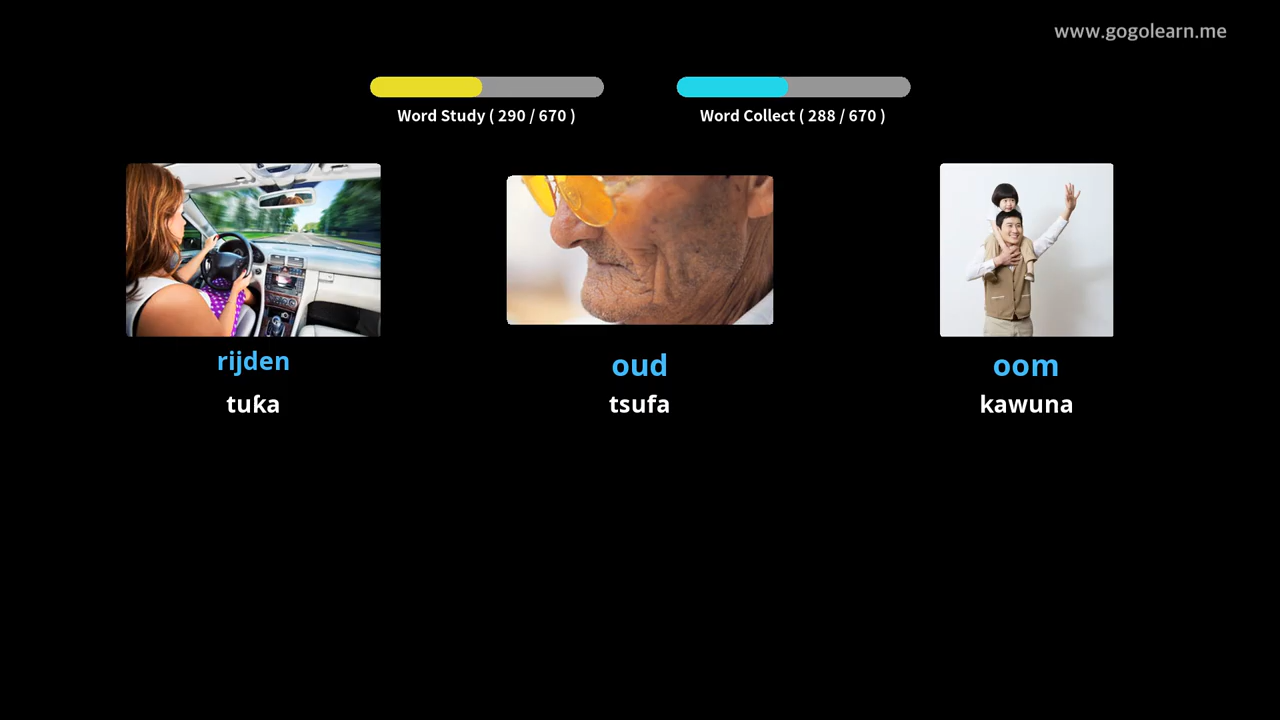 www.gogolearn.me
Word Study ( 290 / 670 )
Word Collect ( 288 / 670 )
rijden
oud
oom
tuƙa
tsufa
kawuna